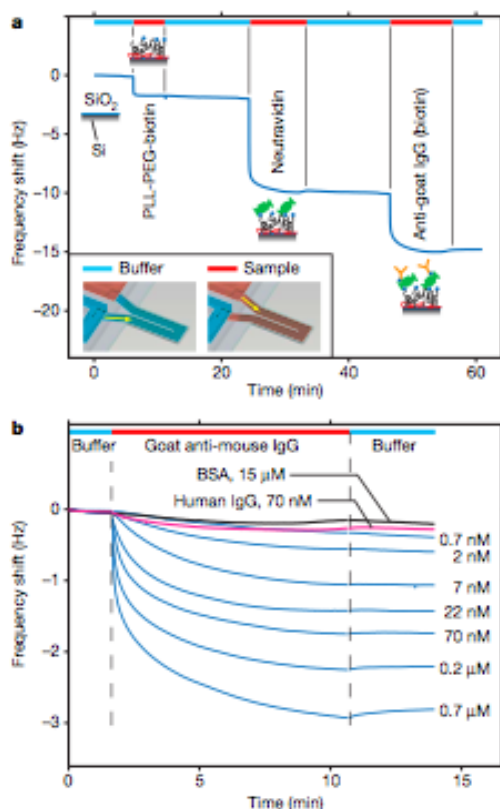 a
0
−5
−10
−15
−20
Frequency shift (Hz)
SiO2
Si
PLL-PEG-biotin
Neutravidin
Anti-goat IgG (biotin)
Buffer
Sample
0
20
40
60
Time (min)
b
Buffer
Goat anti-mouse IgG
Buffer
BSA, 15 μM
Human IgG, 70 nM
0
−1
−2
−3
Frequency shift (Hz)
0.7 nM
2 nM
7 nM
22 nM
70 nM
0.2 μM
0.7 μM
0
5
10
15
Time (min)